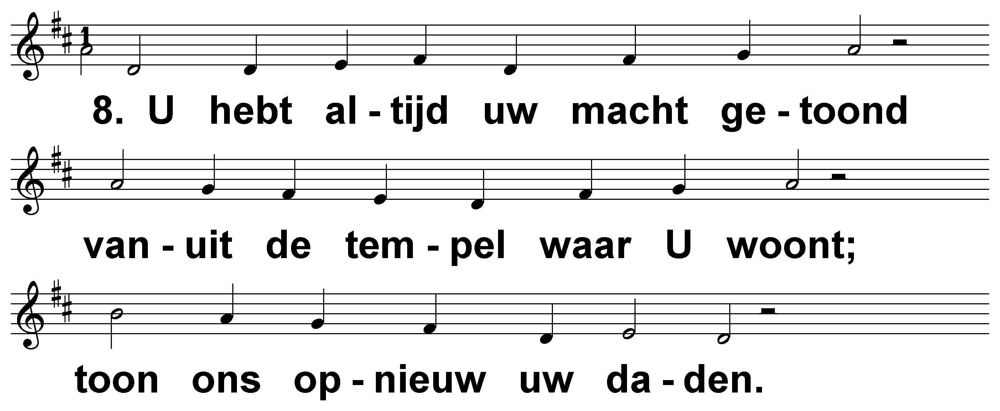 1
8. U hebt al - tijd uw macht ge - toond
van - uit de tem - pel waar U woont;
toon ons op - nieuw uw da - den.